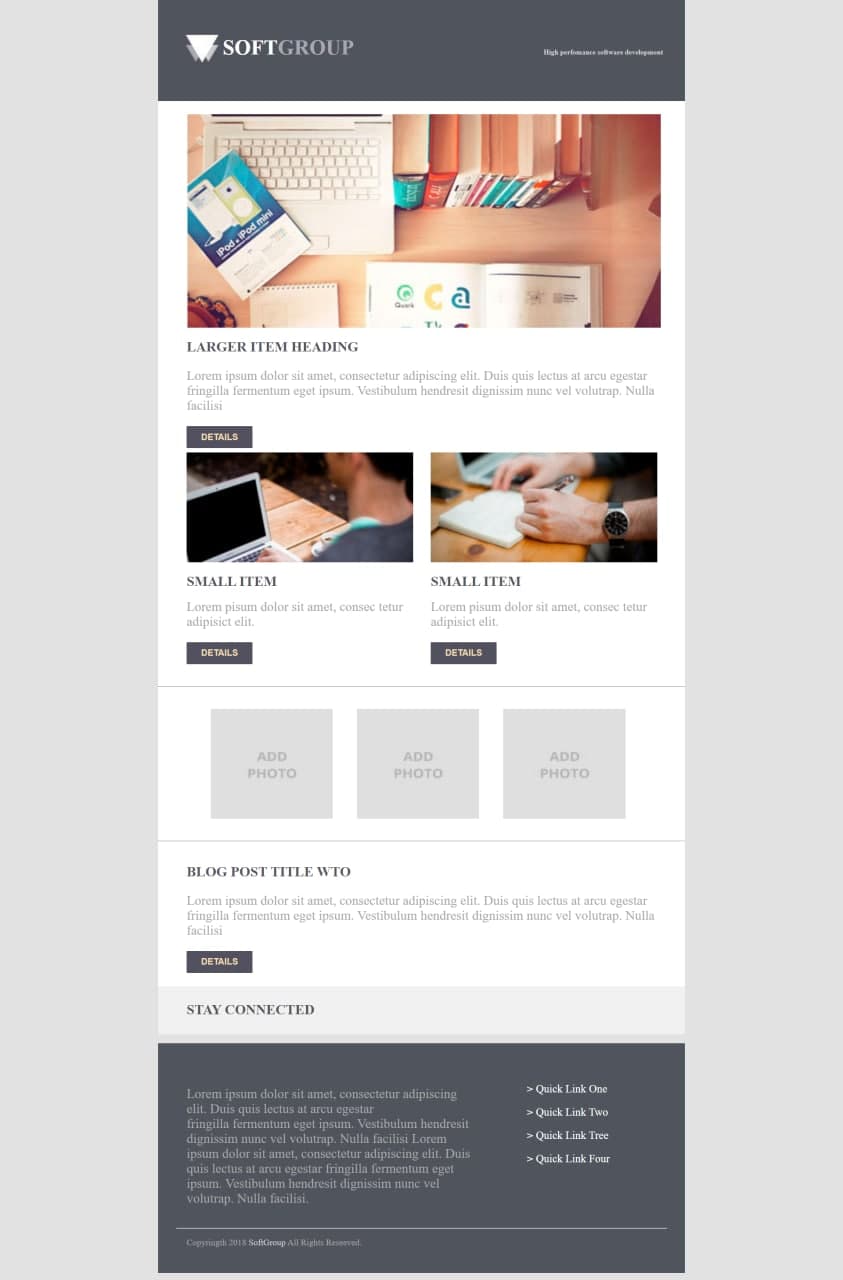 SOFTGROUP
High perfomance software development
iPod • iPod mini
Quark
LARGER ITEM HEADING
Lorem ipsum dolor sit amet, consectetur adipiscing elit. Duis quis lectus at arcu egestar
fringilla fermentum eget ipsum. Vestibulum hendresit dignissim nunc vel volutrap. Nulla
facilisi
DETAILS
SMALL ITEM
SMALL ITEM
Lorem pisum dolor sit amet, consec tetur
adipisict elit.
Lorem pisum dolor sit amet, consec tetur
adipisict elit.
DETAILS
DETAILS
ADD
PHOTO
ADD
PHOTO
ADD
PHOTO
BLOG POST TITLE WTO
Lorem ipsum dolor sit amet, consectetur adipiscing elit. Duis quis lectus at arcu egestar
fringilla fermentum eget ipsum. Vestibulum hendresit dignissim nunc vel volutrap. Nulla
facilisi
DETAILS
STAY CONNECTED
Lorem ipsum dolor sit amet, consectetur adipiscing
elit. Duis quis lectus at arcu egestar
fringilla fermentum eget ipsum. Vestibulum hendresit
dignissim nunc vel volutrap. Nulla facilisi Lorem
ipsum dolor sit amet, consectetur adipiscing elit. Duis
quis lectus at arcu egestar fringilla fermentum eget
ipsum. Vestibulum hendresit dignissim nunc vel
volutrap. Nulla facilisi.
> Quick Link One
> Quick Link Two
> Quick Link Tree
> Quick Link Four
Copyriugth 2018 SoftGroup All Rights Reserved.